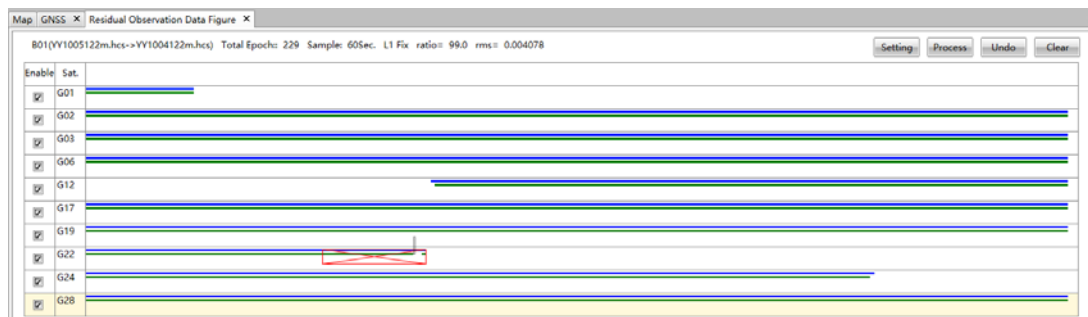 Map GNSS × Residual Observation Data Figure ×
B01(YY1005122m.hcs->YY1004122m.hcs) Total Epoch:: 229 Sample: 60Sec. L1 Fix ratio= 99.0 rms= 0.004078 Setting Process Undo Clear
Enable Sat.
G01
G02
G03
G06
G12
G17
G19
G22
G24
G28